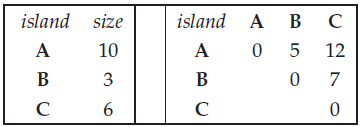 island size island A B C
A 10 A 0 5 12
B 3 B 0 7
C 6 C 0